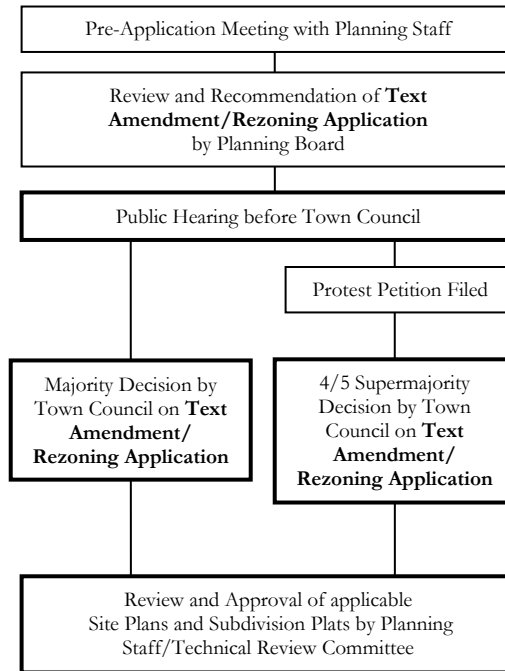 Pre-Application Meeting with Planning Staff
Review and Recommendation of Text
Amendment/Rezoning Application
by Planning Board
Public Hearing before Town Council
Protest Petition Filed
Majority Decision by
Town Council on Text
Amendment/
Rezoning Application
4/5 Supermajority
Decision by Town
Council on Text
Amendment/
Rezoning Application
Review and Approval of applicable
Site Plans and Subdivision Plats by Planning
Staff/Technical Review Committee